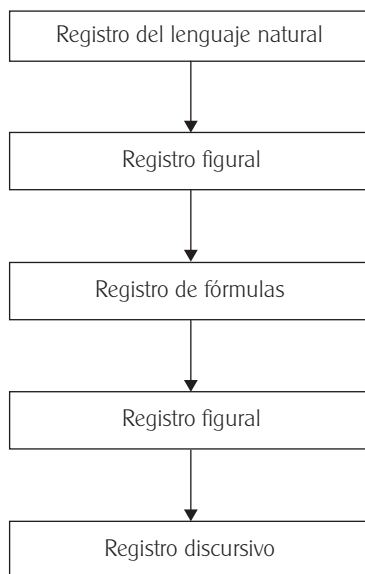 Registro del lenguaje natural
Registro figural
Registro de fórmulas
Registro figural
Registro discursivo